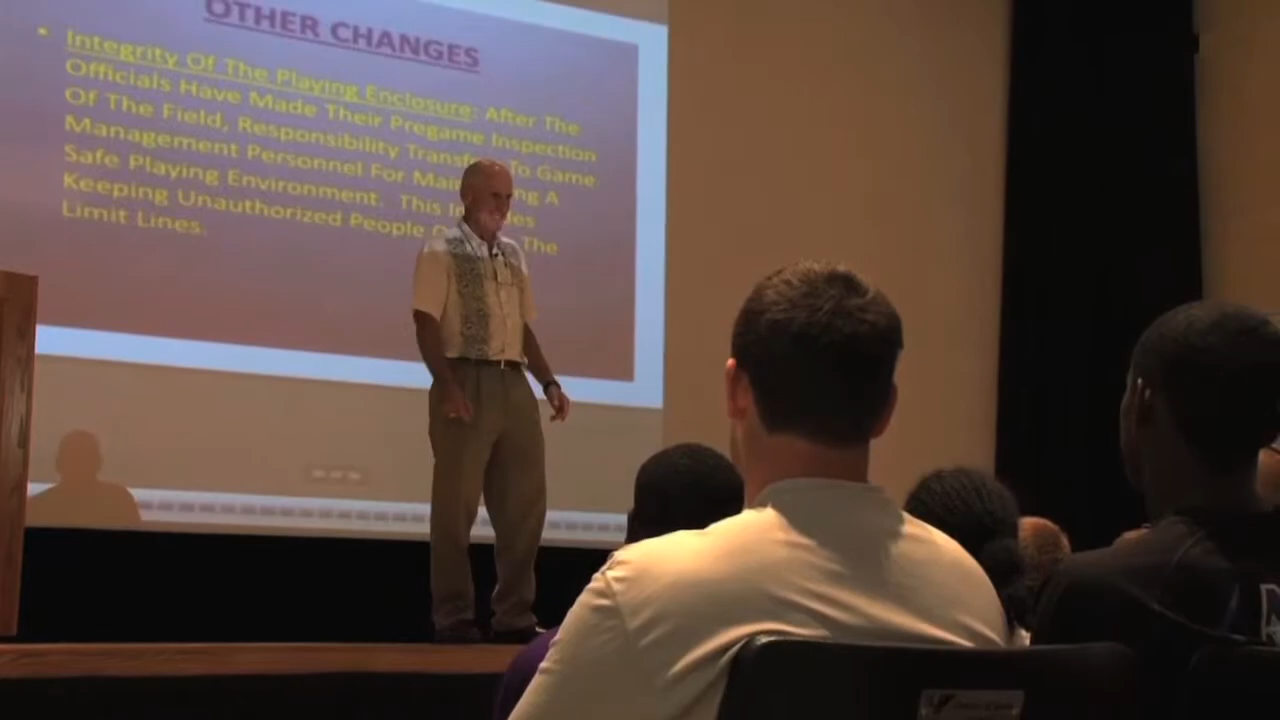 OTHER CHANGES
• Integrity Of The Playing Enclosure: After The
Officials Have Made Their Pregame Inspection
Of The Field, Responsibility To Game
Management Personnel For A
Safe Playing Environment. This
Keeping Unauthorized People The
Limit Lines.